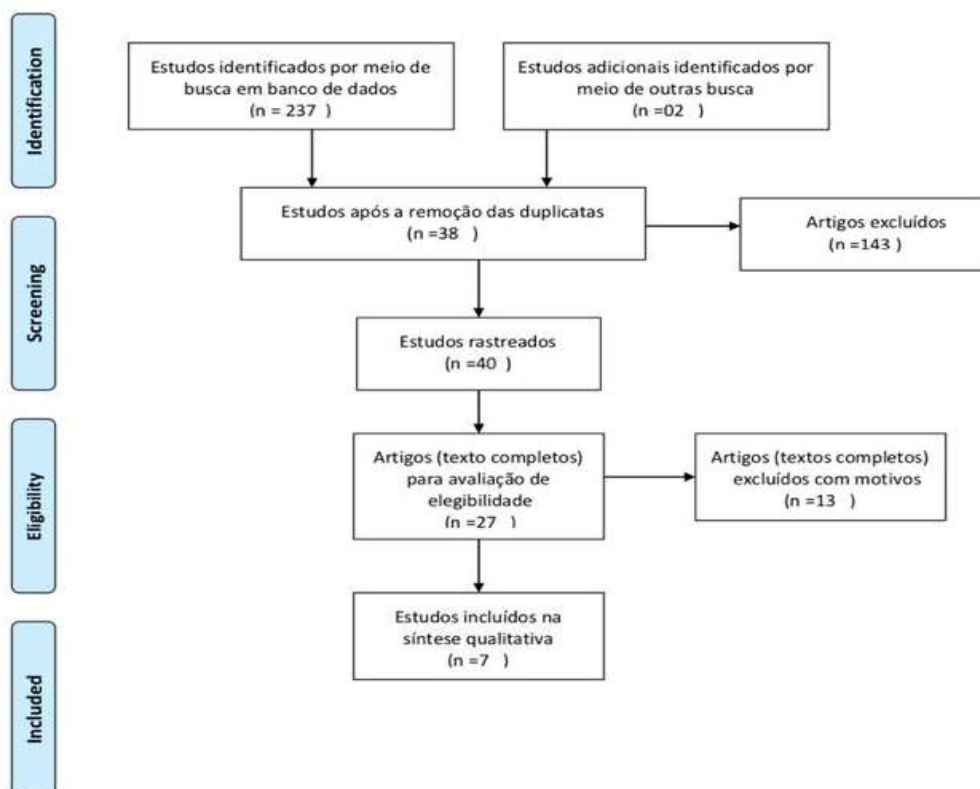 Identification
Estudos identificados por meio de
busca em banco de dados
(n = 237 )
Estudos adicionais identificados por
meio de outras busca
(n =02 )
Estudos após a remoção das duplicatas
(n =38 )
Artigos excluídos
(n =143 )
Screening
Estudos rastreados
(n =40 )
Eligibility
Artigos (texto completos)
para avaliação de
elegibilidade
(n =27 )
Artigos (textos completos)
excluídos com motivos
(n =13 )
Included
Estudos incluídos na
síntese qualitativa
(n =7 )